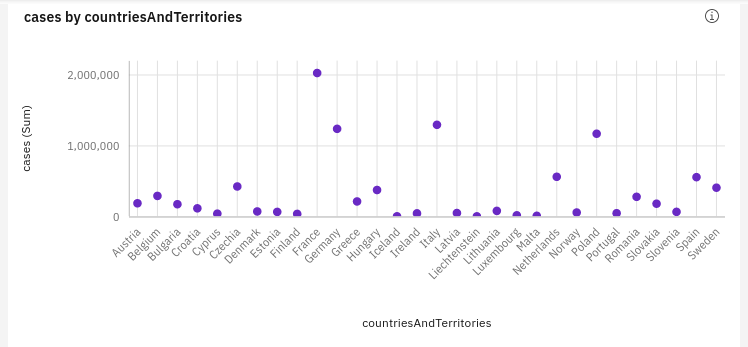 cases by countriesAndTerritories
cases (Sum)
2,000,000
1,000,000
0
Austria
Belgium
Bulgaria
Croatia
Cyprus
Czechia
Denmark
Estonia
Finland
France
Germany
Greece
Hungary
Iceland
Ireland
Italy
Latvia
Liechtenstein
Lithuania
Luxembourg
Malta
Netherlands
Norway
Poland
Portugal
Romania
Slovakia
Slovenia
Spain
Sweden
countriesAndTerritories